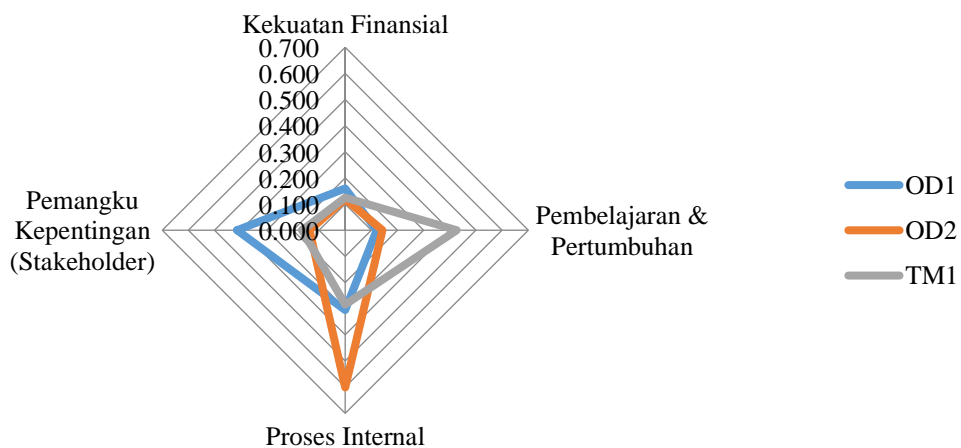 Kekuatan Finansial
0.700
0.600
0.500
0.400
0.300
0.200
0.100
0.000
Pemangku
Kepentingan
(Stakeholder)
Pembelajaran &
Pertumbuhan
Proses Internal
OD1
OD2
TM1